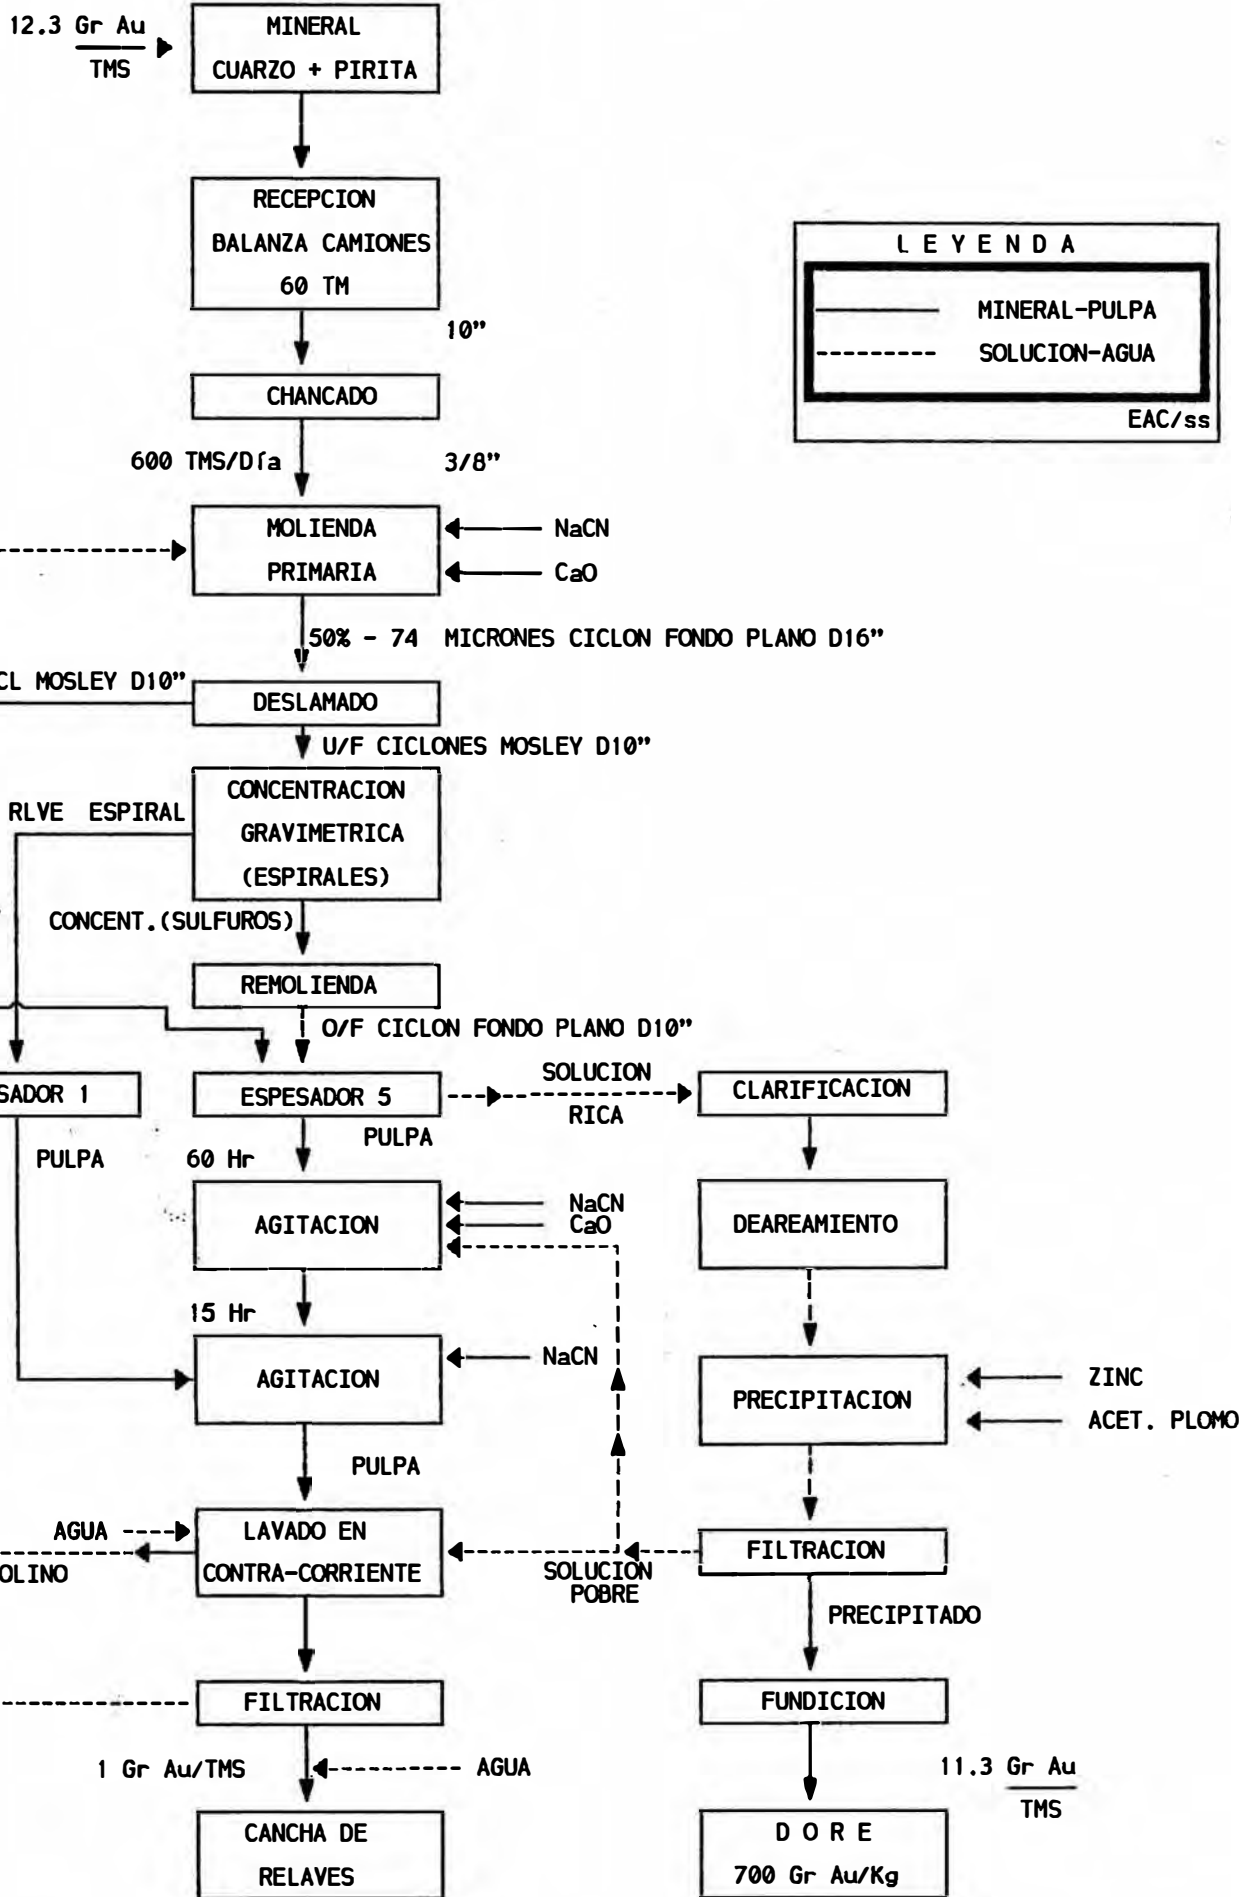 12.3 Gr Au
TMS
MINERAL
CUARZO + PIRITA
RECEPCION
BALANZA CAMIONES
60 TM
10"
LEYENDA
MINERAL-PULPA
SOLUCION-AGUA
EAC/ss
CHANCADO
600 TMS/Día
3/8"
MOLIENDA
PRIMARIA
NaCN
CaO
50% - 74 MICRONES CICLON FONDO PLANO D16"
CL MOSLEY D10"
DESLAMADO
U/F CICLONES MOSLEY D10"
CONCENTRACION
GRAVIMETRICA
(ESPIRALES)
RLVE ESPIRAL
CONCENT.(SULFUROS)
REMOLIENDA
O/F CICLON FONDO PLANO D10"
SADOR 1
ESPESADOR 5
SOLUCION
RICA
CLARIFICACION
PULPA
PULPA
60 Hr
AGITACION
NaCN
CaO
DEAREAMIENTO
15 Hr
AGITACION
NaCN
PRECIPITACION
ZINC
ACET. PLOMO
PULPA
AGUA
OLINO
LAVADO EN
CONTRA-CORRIENTE
SOLUCION
POBRE
FILTRACION
PRECIPITADO
FILTRACION
FUNDICION
1 Gr Au/TMS
AGUA
11.3 Gr Au
TMS
CANCHA DE
RELAVES
DORE
700 Gr Au/Kg